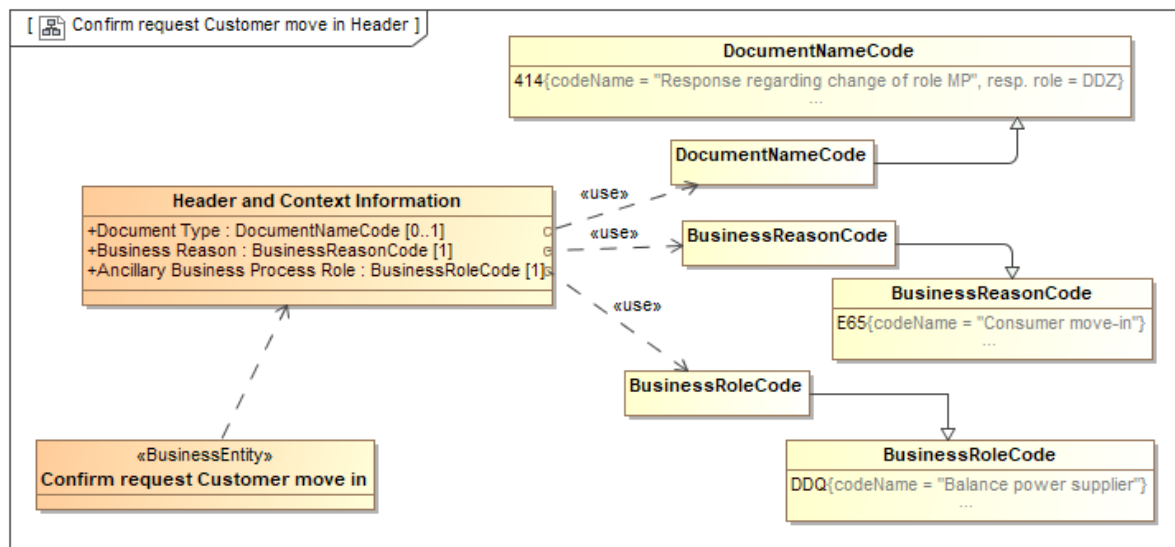 [ Confirm request Customer move in Header ]
DocumentNameCode
414{codeName = "Response regarding change of role MP", resp. role = DDZ}
...
DocumentNameCode
«use»
Header and Context Information
+Document Type : DocumentNameCode [0..1]
+Business Reason : BusinessReasonCode [1]
+Ancillary Business Process Role : BusinessRoleCode [1]
«use»
BusinessReasonCode
BusinessReasonCode
E65{codeName = "Consumer move-in"}
...
«use»
BusinessRoleCode
«BusinessEntity»
Confirm request Customer move in
BusinessRoleCode
DDQ{codeName = "Balance power supplier"}
...